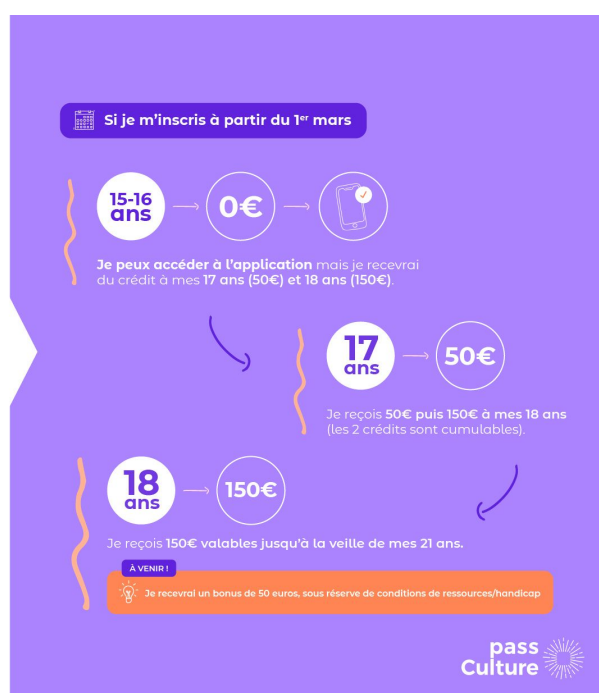 Si je m'inscris à partir du 1er mars
15-16
ans
0€
Je peux accéder à l'application mais je recevrai
du crédit à mes 17 ans (50€) et 18 ans (150€).
17
ans
50€
Je reçois 50€ puis 150€ à mes 18 ans
(les 2 crédits sont cumulables).
18
ans
150€
Je reçois 150€ valables jusqu'à la veille de mes 21 ans.
À VENIR !
Je recevrai un bonus de 50 euros, sous réserve de conditions de ressources/handicap
pass
Culture